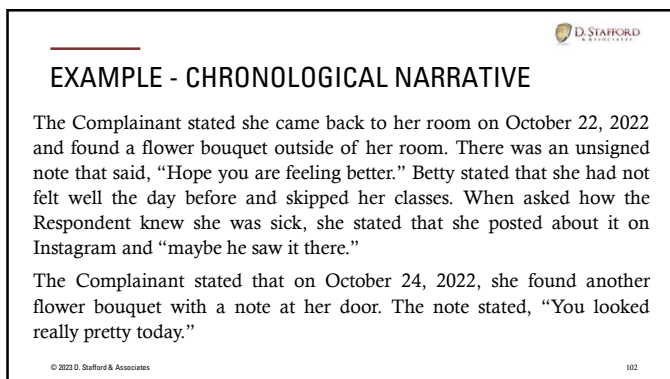 D. STAFFORD
& ASSOCIATES
EXAMPLE - CHRONOLOGICAL NARRATIVE
The Complainant stated she came back to her room on October 22, 2022
and found a flower bouquet outside of her room. There was an unsigned
note that said, “Hope you are feeling better.” Betty stated that she had not
felt well the day before and skipped her classes. When asked how the
Respondent knew she was sick, she stated that she posted about it on
Instagram and “maybe he saw it there.”
The Complainant stated that on October 24, 2022, she found another
flower bouquet with a note at her door. The note stated, “You looked
really pretty today.”
© 2023 D. Stafford & Associates
102